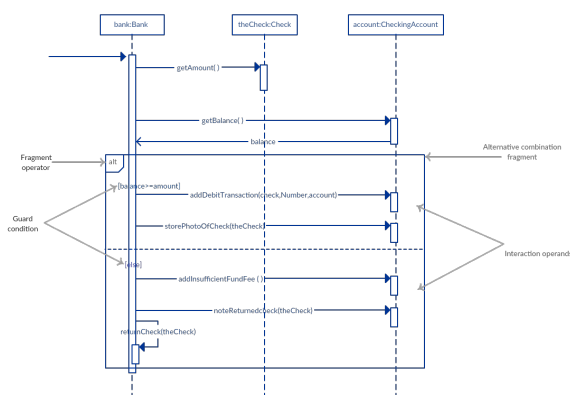 bank:Bank
theCheck:Check
account:CheckingAccount
getAmount( )
getBalance( )
balance
Alternative combination
fragment
Fragment
operator
alt
[balance>=amount]
addDebitTransaction(check,Number,account)
Guard
condition
storePhotoOfCheck(theCheck)
Interaction operand
[else]
addInsufficientFundFee ( )
noteReturnedcheck(theCheck)
returnCheck(theCheck)